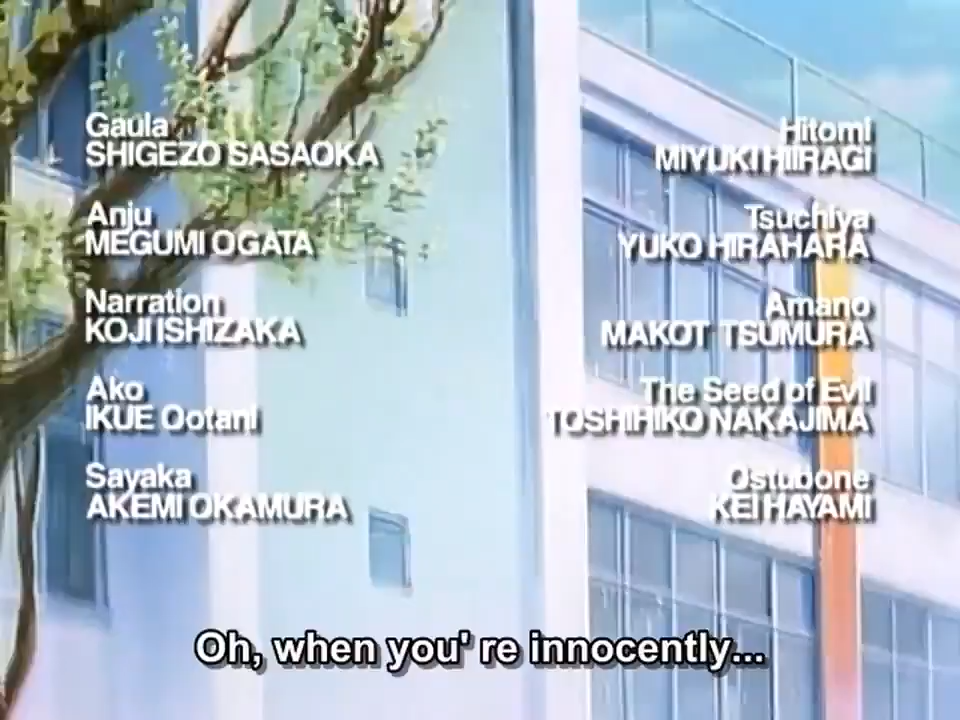 Gaula
SHIGEZO SASAOKA
Anju
MEGUMI OGATA
Narration
KOJI ISHIZAKA
Ako
IKUE Ootani
Sayaka
AKEMI OKAMURA
Hitomi
MIYUKI HIIRAGI
Tsuchiya
YUKO HIRAHARA
Amano
MAKOT TSUMURA
The Seed of Evil
TOSHIHIKO NAKAJIMA
Ostubone
KEI HAYAMI
Oh, when you' re innocently...